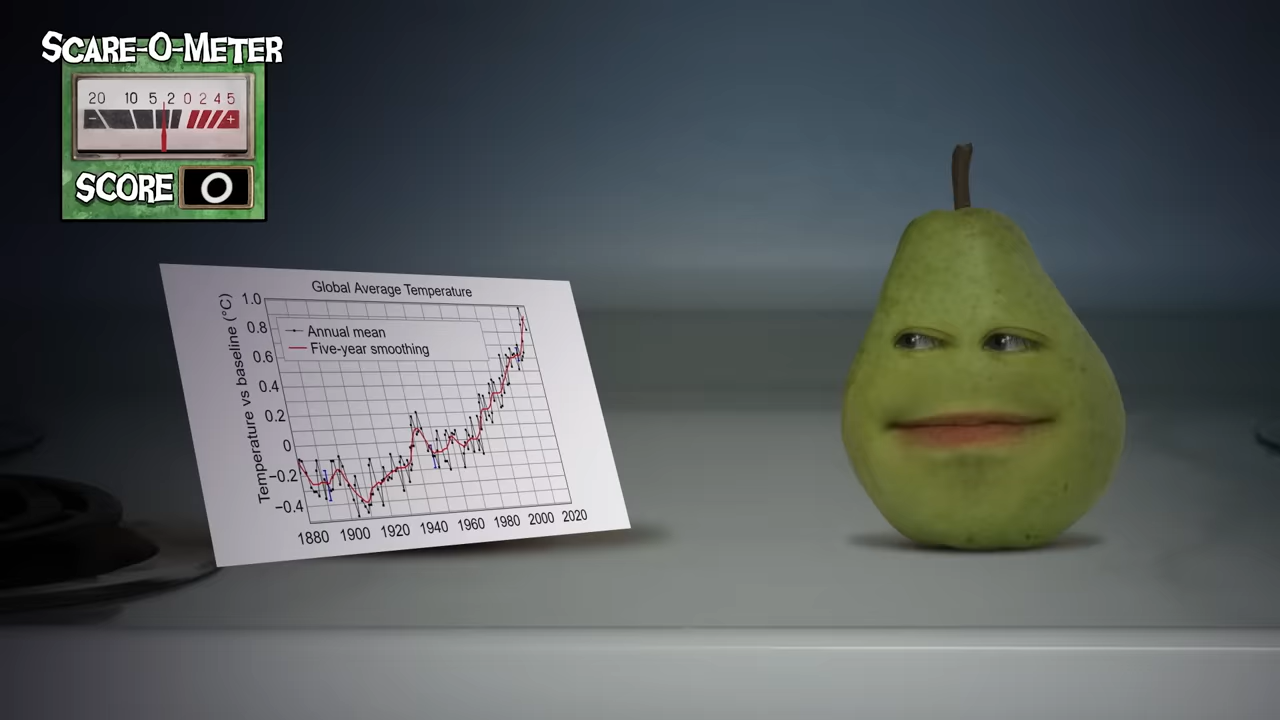 SCARE-O-METER
20 10 5 2 0 2 4 5
− +
SCORE 0
Global Average Temperature
Temperature vs baseline (°C)
1.0
0.8
0.6
0.4
0.2
0
−0.2
−0.4
Annual mean
Five-year smoothing
1880 1900 1920 1940 1960 1980 2000 2020